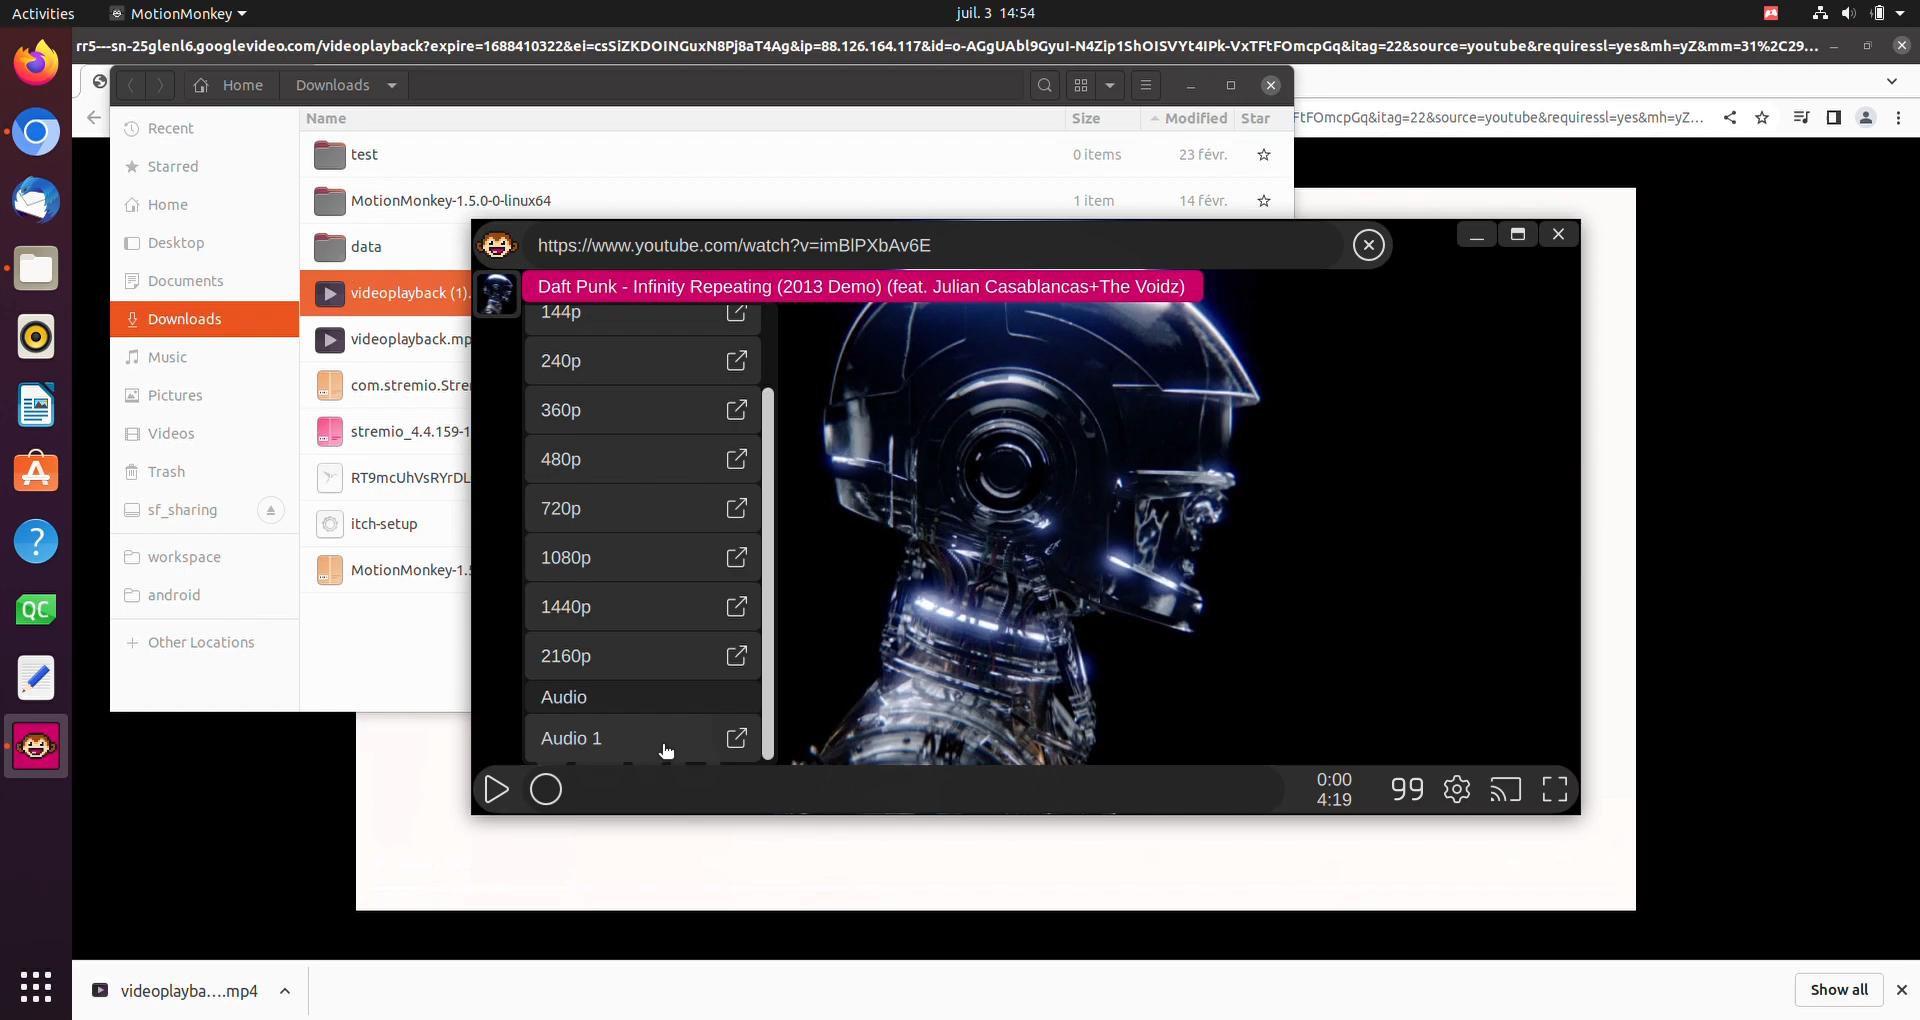 Activities
MotionMonkey
juil. 3 14:54
rr5---sn-25glenl6.googlevideo.com/videoplayback?expire=1688410322&ei=csSiZKDOINGuxN8Pj8aT4Ag&ip=88.126.164.117&id=o-AGgUAbl9GyuI-N4Zip1ShOISVYt4IPk-VxTFtFOmcpGq&itag=22&source=youtube&requiressl=yes&mh=yZ&mm=31%2C29...
Home
Downloads
FtFOmcpGq&itag=22&source=youtube&requiressl=yes&mh=yZ...
Name
Size
Modified
Star
Recent
Starred
Home
Desktop
Documents
Downloads
Music
Pictures
Videos
Trash
sf_sharing
workspace
android
Other Locations
test
0 items
23 févr.
MotionMonkey-1.5.0-0-linux64
1 item
14 févr.
data
videoplayback (1).
videoplayback.mp
com.stremio.Stre
stremio_4.4.159-1
RT9mcUhVsRYrDL
itch-setup
MotionMonkey-1.5
https://www.youtube.com/watch?v=imBlPXbAv6E
Daft Punk - Infinity Repeating (2013 Demo) (feat. Julian Casablancas+The Voidz)
144p
240p
360p
480p
720p
1080p
1440p
2160p
Audio
Audio 1
0:00
4:19
QC
videoplayba....mp4
Show all